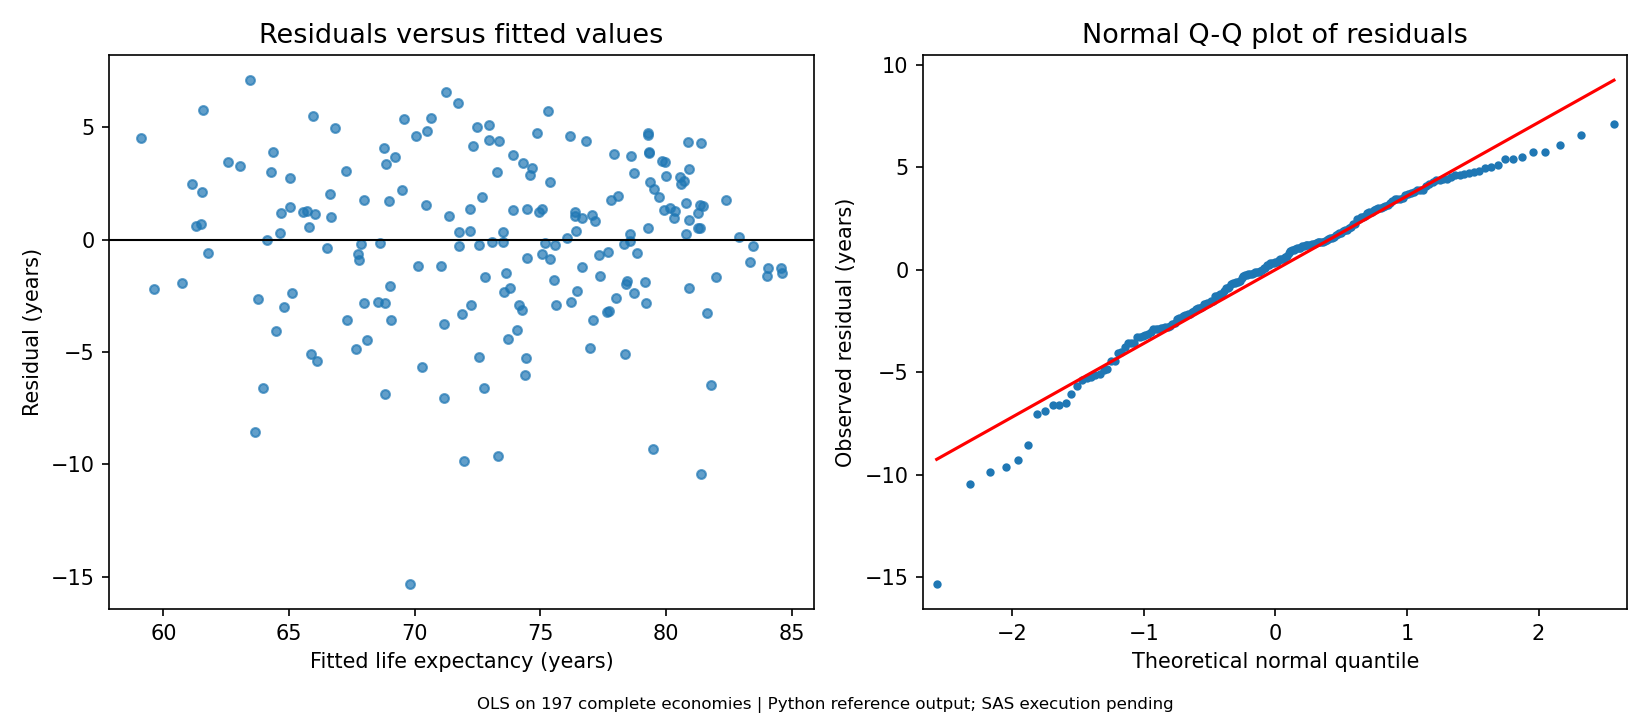 Residuals versus fitted values
Residual (years)
5
0
−5
−10
−15
60 65 70 75 80 85
Fitted life expectancy (years)
Normal Q-Q plot of residuals
Observed residual (years)
10
5
0
−5
−10
−15
−2 −1 0 1 2
Theoretical normal quantile
OLS on 197 complete economies | Python reference output; SAS execution pending